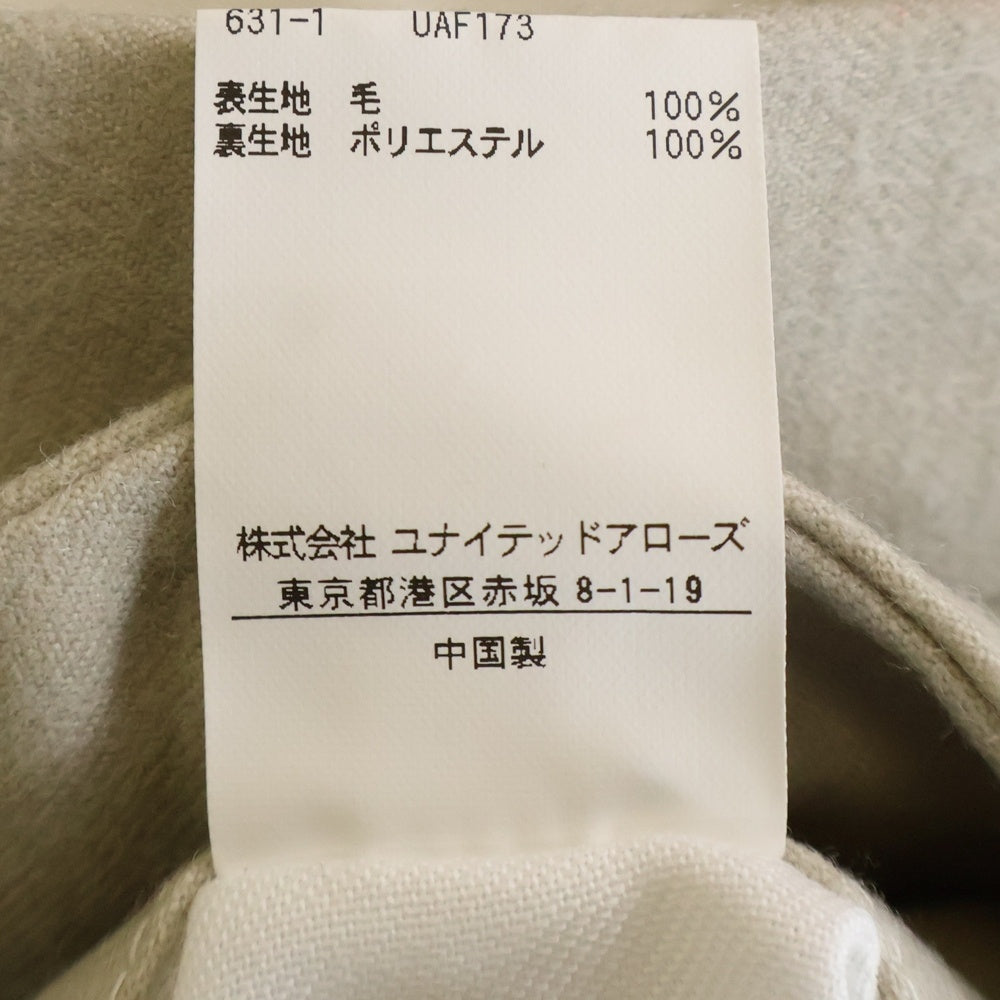 631-1 UAF173
表生地 毛 100%
裏生地 ポリエステル 100%
株式会社 ユナイテッドアローズ
東京都港区赤坂 8-1-19
中国製